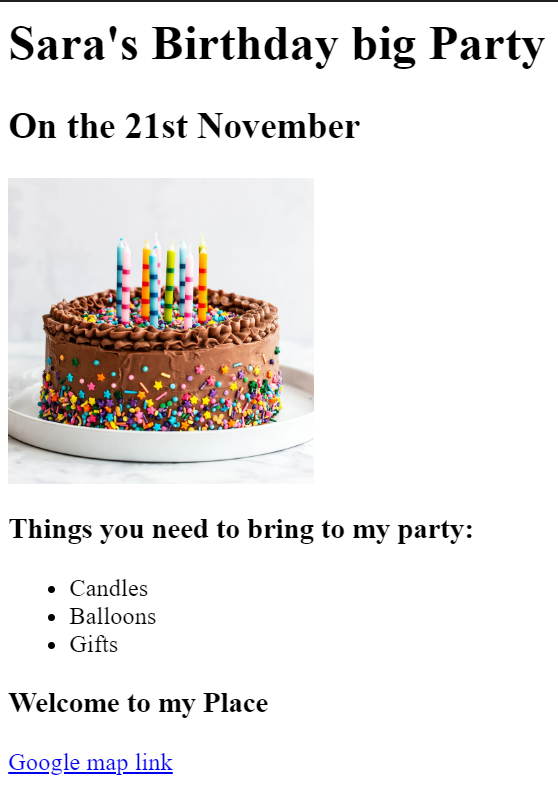 Sara's Birthday big Party
On the 21st November
Things you need to bring to my party:
Candles
Balloons
Gifts
Welcome to my Place
Google map link